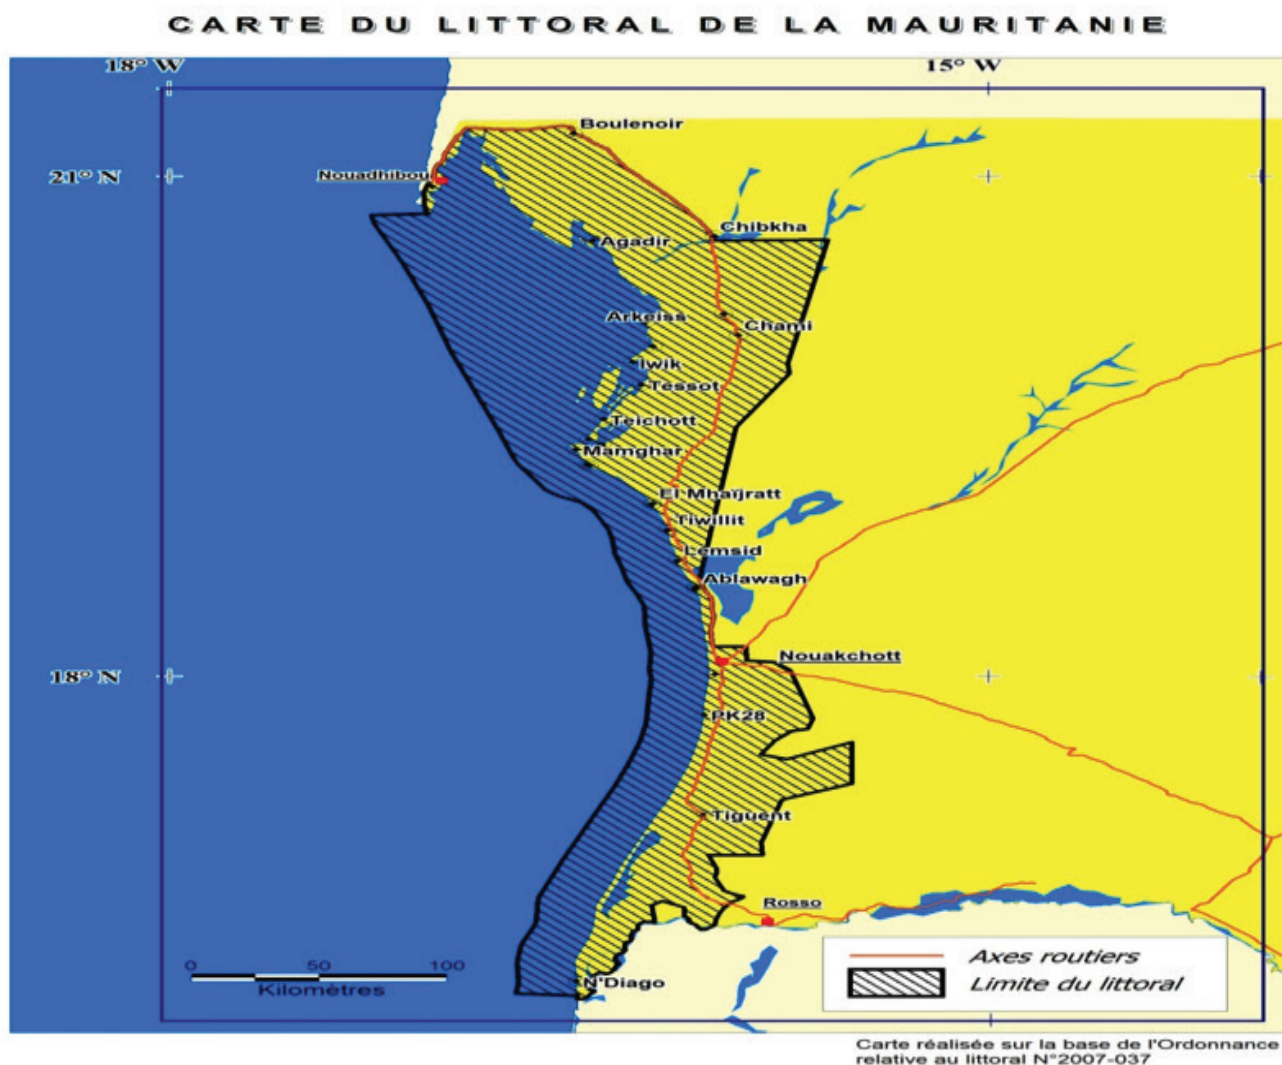 CARTE DU LITTORAL DE LA MAURITANIE
18° W
15° W
Boulenoir
21° N
Nouadhibou
Chibkha
Agadir
Arkeiss
Chami
Iwik
Tessot
Teichott
Mamghar
El Mhaïjratt
Tiwillit
Lemsid
Ablawagh
Nouakchott
18° N
PK28
Tiguent
Rosso
0 50 100
Kilomètres
N'Diago
Axes routiers
Limite du littoral
Carte réalisée sur la base de l'Ordonnance
relative au littoral N°2007-037